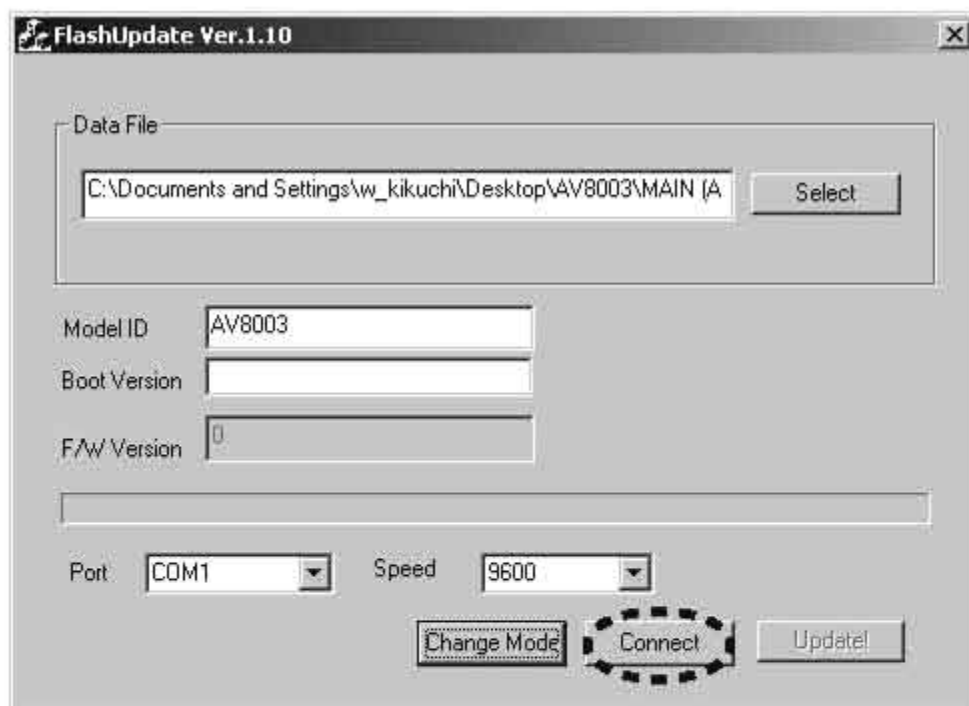 FlashUpdate Ver.1.10
Data File
C:\Documents and Settings\w_kikuchi\Desktop\AV8003\MAIN (A
Select
Model ID AV8003
Boot Version
F/W Version 0
Port COM1 Speed 9600
Change Mode Connect Update!